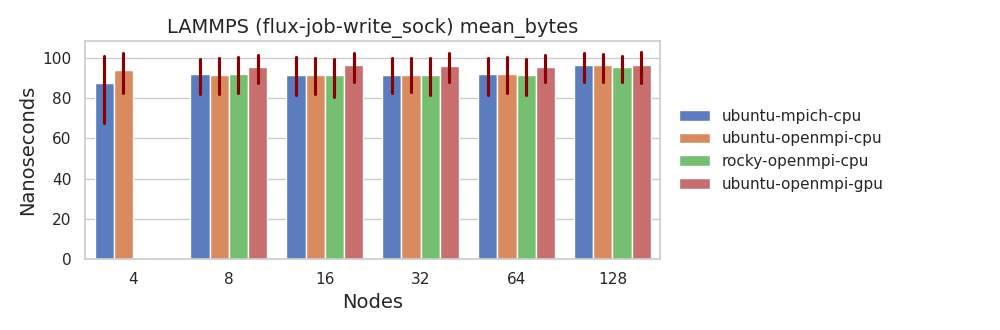 LAMMPS (flux-job-write_sock) mean_bytes
Nanoseconds
100
80
60
40
20
0
4 8 16 32 64 128
Nodes
ubuntu-mpich-cpu
ubuntu-openmpi-cpu
rocky-openmpi-cpu
ubuntu-openmpi-gpu